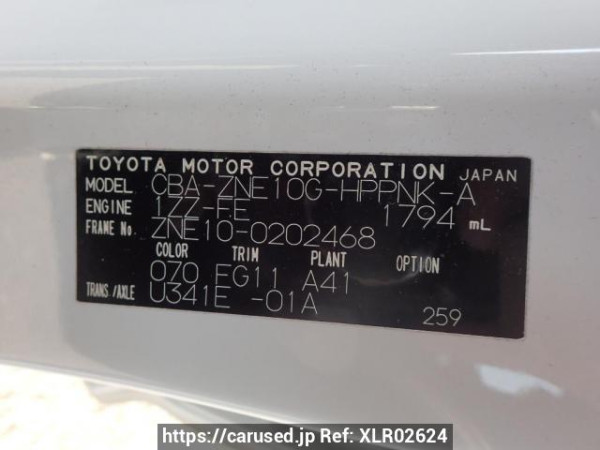 TOYOTA MOTOR CORPORATION JAPAN
MODEL CBA-ZNE10G-HPPNK-A
ENGINE 1ZZ-FE 1794 mL
FRAME No. ZNE10-0202468
COLOR TRIM PLANT OPTION
070 FG11 A41
TRANS./AXLE U341E -01A
259
https://carused.jp Ref: XLR02624